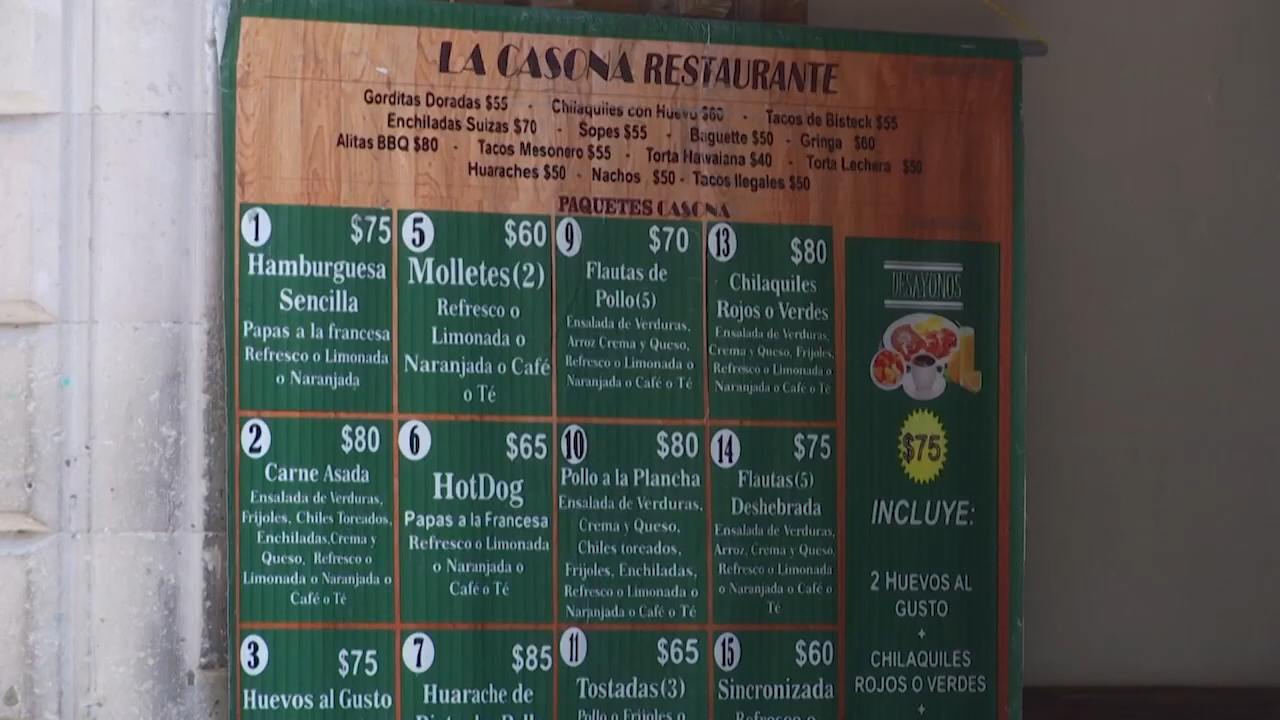 LA CASONA RESTAURANTE
Gorditas Doradas $55 - Chilaquiles con Huevo $60 - Tacos de Bisteck $55
Enchiladas Suizas $70 - Sopes $55 - Baguette $50 - Gringa $60
Alitas BBQ $80 - Tacos Mesonero $55 - Torta Hawaiana $40 - Torta Lechera $50
Huaraches $50 - Nachos $50 - Tacos Ilegales $50
PAQUETES CASONA
1 $75
Hamburguesa
Sencilla
Papas a la francesa
Refresco o Limonada
o Naranjada
5 $60
Molletes(2)
Refresco o
Limonada o
Naranjada o Café
o Té
9 $70
Flautas de
Pollo(5)
Ensalada de Verduras,
Arroz Crema y Queso,
Refresco o Limonada o
Naranjada o Café o Té
13 $80
Chilaquiles
Rojos o Verdes
Ensalada de Verduras,
Crema y Queso, Frijoles,
Refresco o Limonada o
Naranjada o Café o Té
2 $80
Carne Asada
Ensalada de Verduras,
Frijoles, Chiles Toreados,
Enchiladas,Crema y
Queso, Refresco o
Limonada o Naranjada o
Café o Té
6 $65
HotDog
Papas a la Francesa
Refresco o Limonada
o Naranjada o
Café o Té
10 $80
Pollo a la Plancha
Ensalada de Verduras,
Crema y Queso,
Chiles toreados,
Frijoles, Enchiladas,
Refresco o Limonada o
Naranjada o Café o Té
14 $75
Flautas(5)
Deshebrada
Ensalada de Verduras,
Arroz, Crema y Queso,
Refresco o Limonada
o Naranjada o Café o
Té
3 $75
Huevos al Gusto
7 $85
Huarache de
11 $65
Tostadas(3)
Pollo o Frijoles o
15 $60
Sincronizada
Refresco o
DESAYUNOS
$75
INCLUYE:
2 HUEVOS AL
GUSTO
+
CHILAQUILES
ROJOS O VERDES
+